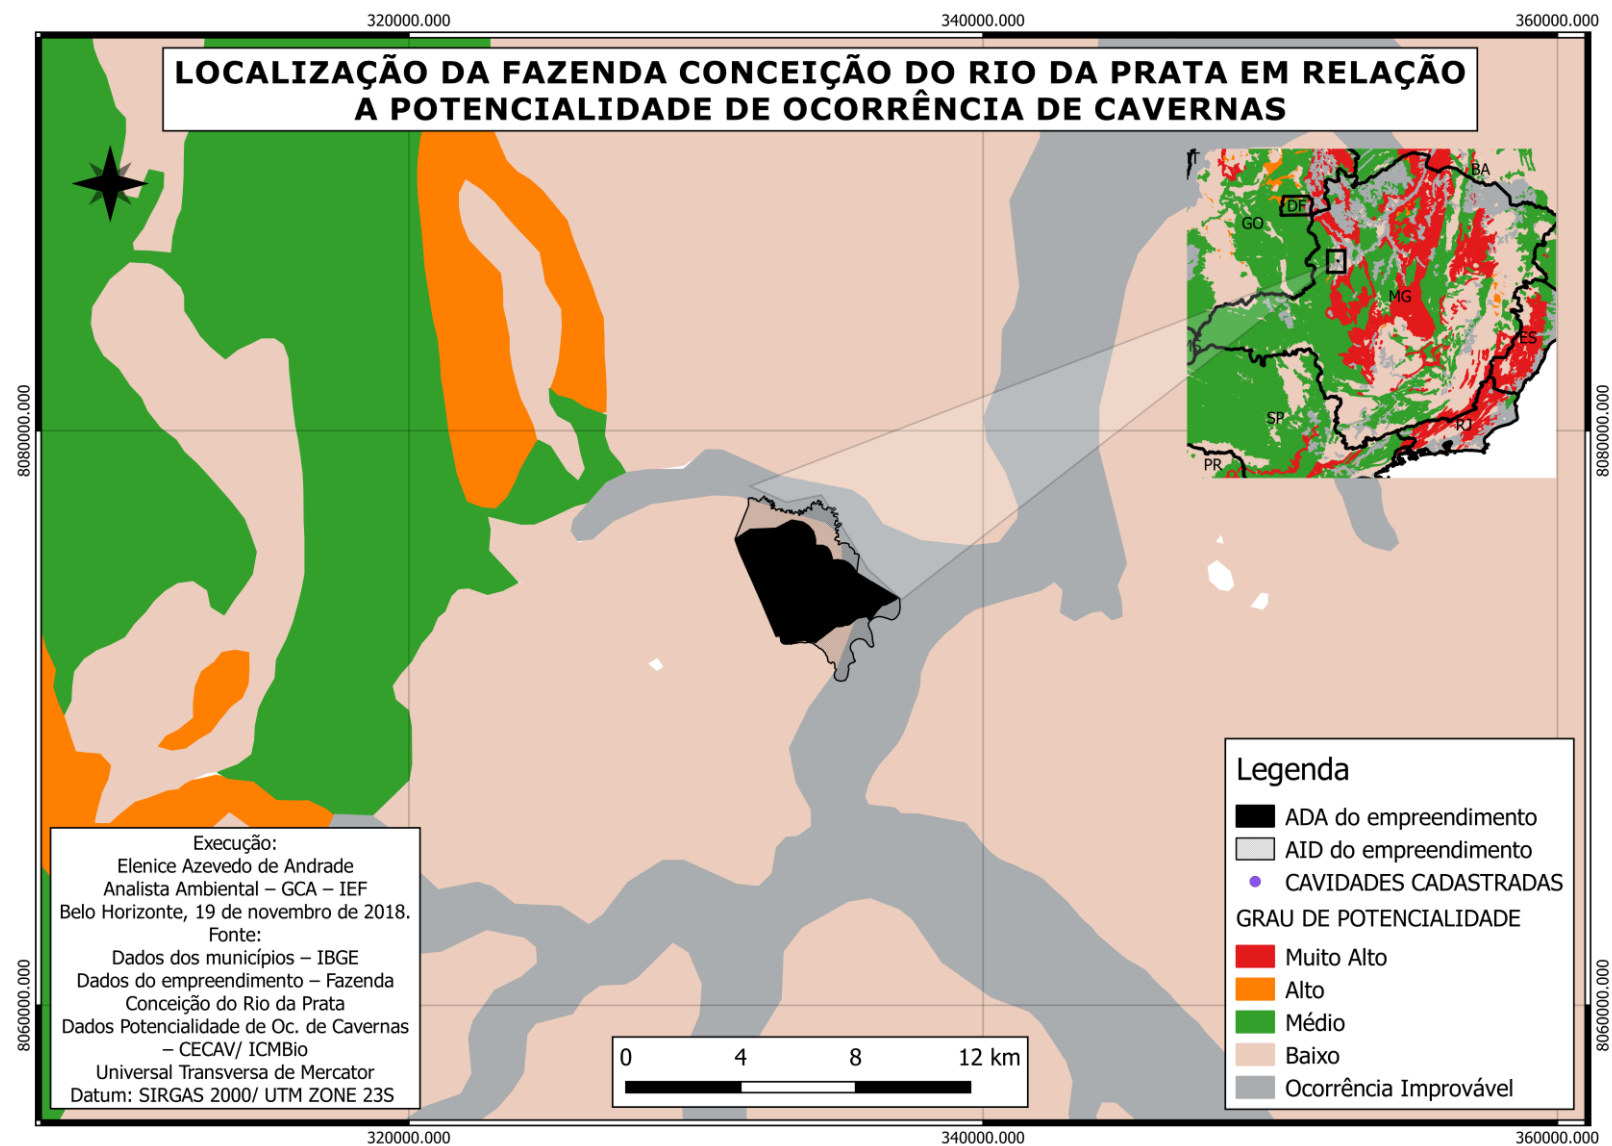 320000.000
340000.000
360000.000
LOCALIZAÇÃO DA FAZENDA CONCEIÇÃO DO RIO DA PRATA EM RELAÇÃO
A POTENCIALIDADE DE OCORRÊNCIA DE CAVERNAS
BA
DF
GO
MG
ES
SP
RJ
PR
8080000.000
8080000.000
8060000.000
8060000.000
Legenda
ADA do empreendimento
AID do empreendimento
CAVIDADES CADASTRADAS
GRAU DE POTENCIALIDADE
Muito Alto
Alto
Médio
Baixo
Ocorrência Improvável
Execução:
Elenice Azevedo de Andrade
Analista Ambiental – GCA – IEF
Belo Horizonte, 19 de novembro de 2018.
Fonte:
Dados dos municípios – IBGE
Dados do empreendimento – Fazenda
Conceição do Rio da Prata
Dados Potencialidade de Oc. de Cavernas
– CECAV/ ICMBio
Universal Transversa de Mercator
Datum: SIRGAS 2000/ UTM ZONE 23S
0 4 8 12 km
320000.000
340000.000
360000.000